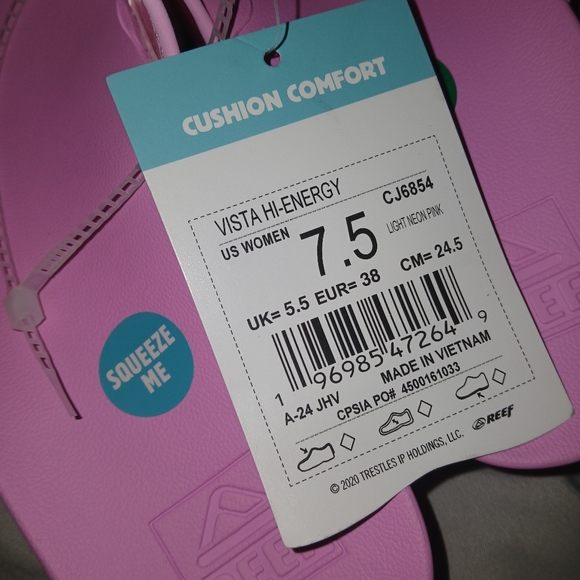 CUSHION COMFORT
VISTA HI-ENERGY
CJ6854
US WOMEN
7.5
LIGHT NEON PINK
UK= 5.5 EUR= 38 CM= 24.5
1 96985 47264 9
A-24 JHV
MADE IN VIETNAM
CPSIA PO# 4500161033
REEF
© 2020 TRESTLES IP HOLDINGS, LLC.
SQUEEZE
ME
REEF
REEF